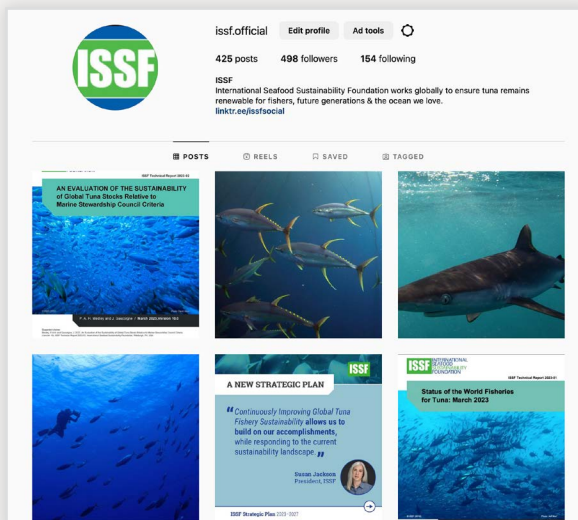 issf.official Edit profile Ad tools
425 posts 498 followers 154 following
ISSF
International Seafood Sustainability Foundation works globally to ensure tuna remains
renewable for fishers, future generations & the ocean we love.
linktr.ee/issfsocial
ISSF
POSTS REELS SAVED TAGGED
ISSF Technical Report 2023-02
AN EVALUATION OF THE SUSTAINABILITY
of Global Tuna Stocks Relative to
Marine Stewardship Council Criteria
March 2023
ISSF
A NEW STRATEGIC PLAN
“Continuously Improving Global Tuna
Fishery Sustainability allows us to
build on our accomplishments,
while responding to the current
sustainability landscape.”
Susan Jackson
President, ISSF
ISSF Strategic Plan 2023-2027
ISSF INTERNATIONAL
SEAFOOD
SUSTAINABILITY
FOUNDATION
ISSF Technical Report 2023-01
Status of the World Fisheries
for Tuna: March 2023